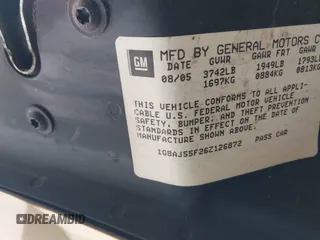 GM
MFD BY GENERAL MOTORS C
DATE GVWR GAWR FRT GAWR
08/05 3742LB 1949LB 1793L
1697KG 0884KG 0813K
THIS VEHICLE CONFORMS TO ALL APPLI-
CABLE U.S. FEDERAL MOTOR VEHICLE
SAFETY, BUMPER, AND THEFT PREVENTION
STANDARDS IN EFFECT ON THE DATE OF
MANUFACTURE SHOWN ABOVE.
1G8AJ55F26Z126872 PASS CAR
© DREAMBID